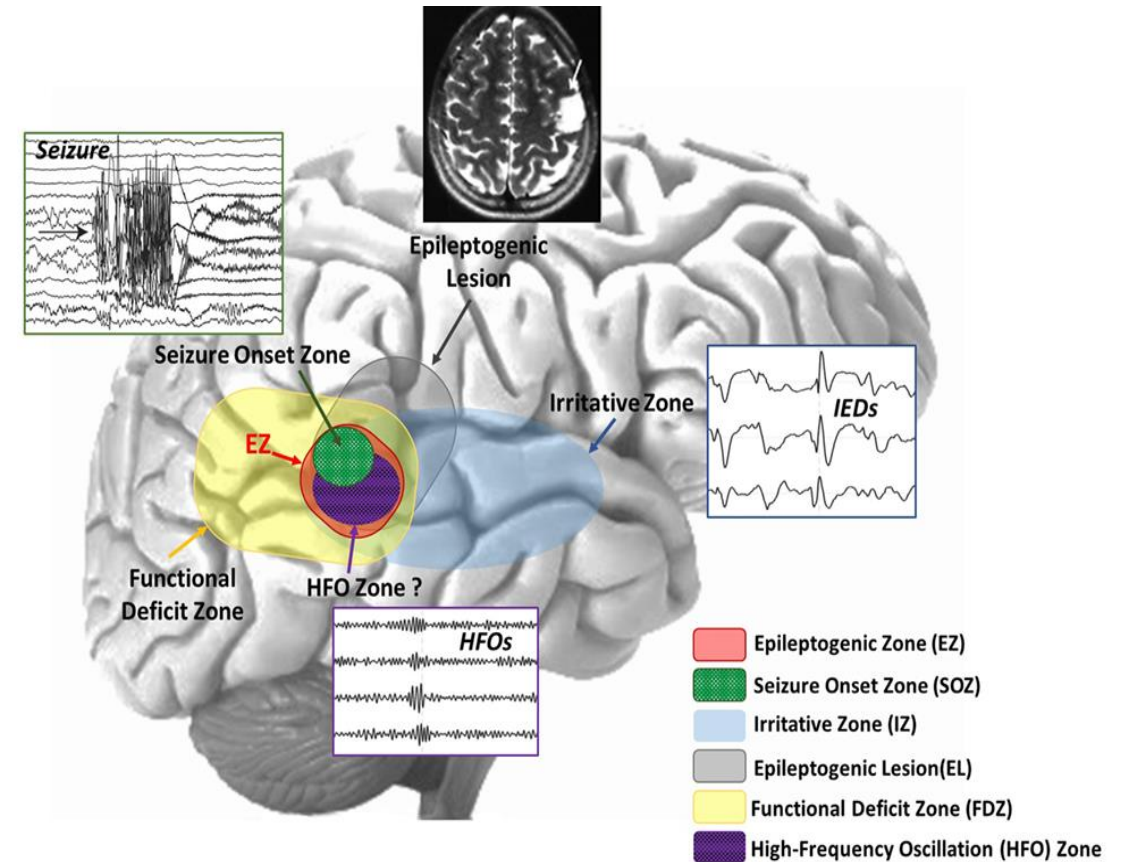 Seizure
Epileptogenic
Lesion
Seizure Onset Zone
Irritative Zone
IEDs
EZ
Functional
Deficit Zone
HFO Zone ?
HFOs
Epileptogenic Zone (EZ)
Seizure Onset Zone (SOZ)
Irritative Zone (IZ)
Epileptogenic Lesion(EL)
Functional Deficit Zone (FDZ)
High-Frequency Oscillation (HFO) Zone